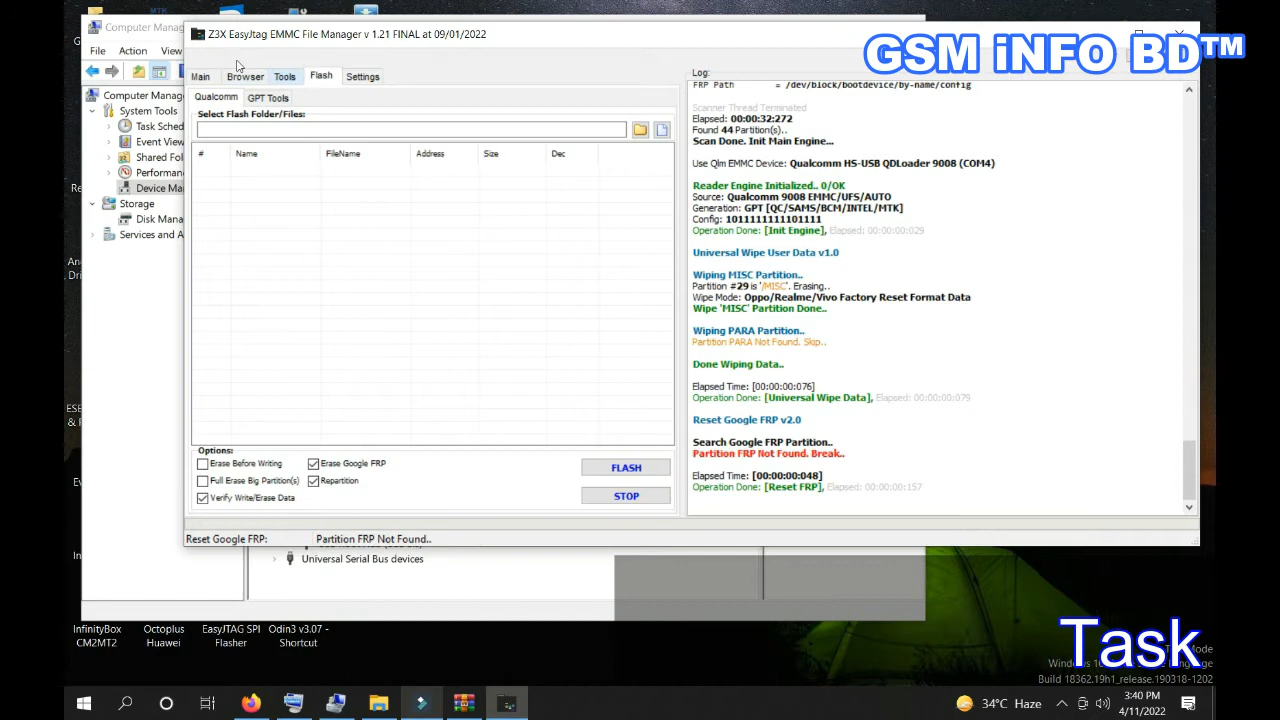 MTK
Computer Manag
Z3X EasyJtag EMMC File Manager v 1.21 FINAL at 09/01/2022
GSM iNFO BD™
File Action View
Main Browser Tools Flash Settings
Log:
Computer Manag
System Tools
Task Sched
Event View
Shared Fol
Performan
Device Ma
Storage
Disk Mana
Services and A
Qualcomm GPT Tools
Select Flash Folder/Files:
# Name FileName Address Size Dec
Options:
Erase Before Writing Erase Google FRP
Full Erase Big Partition(s) Repartition
Verify Write/Erase Data
FLASH
STOP
FRP Path = /dev/block/bootdevice/by-name/config
Scanner Thread Terminated
Elapsed: 00:00:32:272
Found 44 Partition(s)..
Scan Done. Init Main Engine...
Use Qlm EMMC Device: Qualcomm HS-USB QDLoader 9008 (COM4)
Reader Engine Initialized.. 0/OK
Source: Qualcomm 9008 EMMC/UFS/AUTO
Generation: GPT [QC/SAMS/BCM/INTEL/MTK]
Config: 1011111111101111
Operation Done: [Init Engine], Elapsed: 00:00:00:029
Universal Wipe User Data v1.0
Wiping MISC Partition..
Partition #29 is '/MISC'. Erasing..
Wipe Mode: Oppo/Realme/Vivo Factory Reset Format Data
Wipe 'MISC' Partition Done..
Wiping PARA Partition..
Partition PARA Not Found. Skip..
Done Wiping Data..
Elapsed Time: [00:00:00:076]
Operation Done: [Universal Wipe Data], Elapsed: 00:00:00:079
Reset Google FRP v2.0
Search Google FRP Partition..
Partition FRP Not Found. Break..
Elapsed Time: [00:00:00:048]
Operation Done: [Reset FRP], Elapsed: 00:00:00:157
Reset Google FRP: Partition FRP Not Found..
Universal Serial Bus devices
InfinityBox CM2MT2
Octoplus Huawei
EasyJTAG SPI Flasher
Odin3 v3.07 - Shortcut
Task
Mode
Build 18362.19h1_release.190318-1202
34°C Haze
3:40 PM
4/11/2022